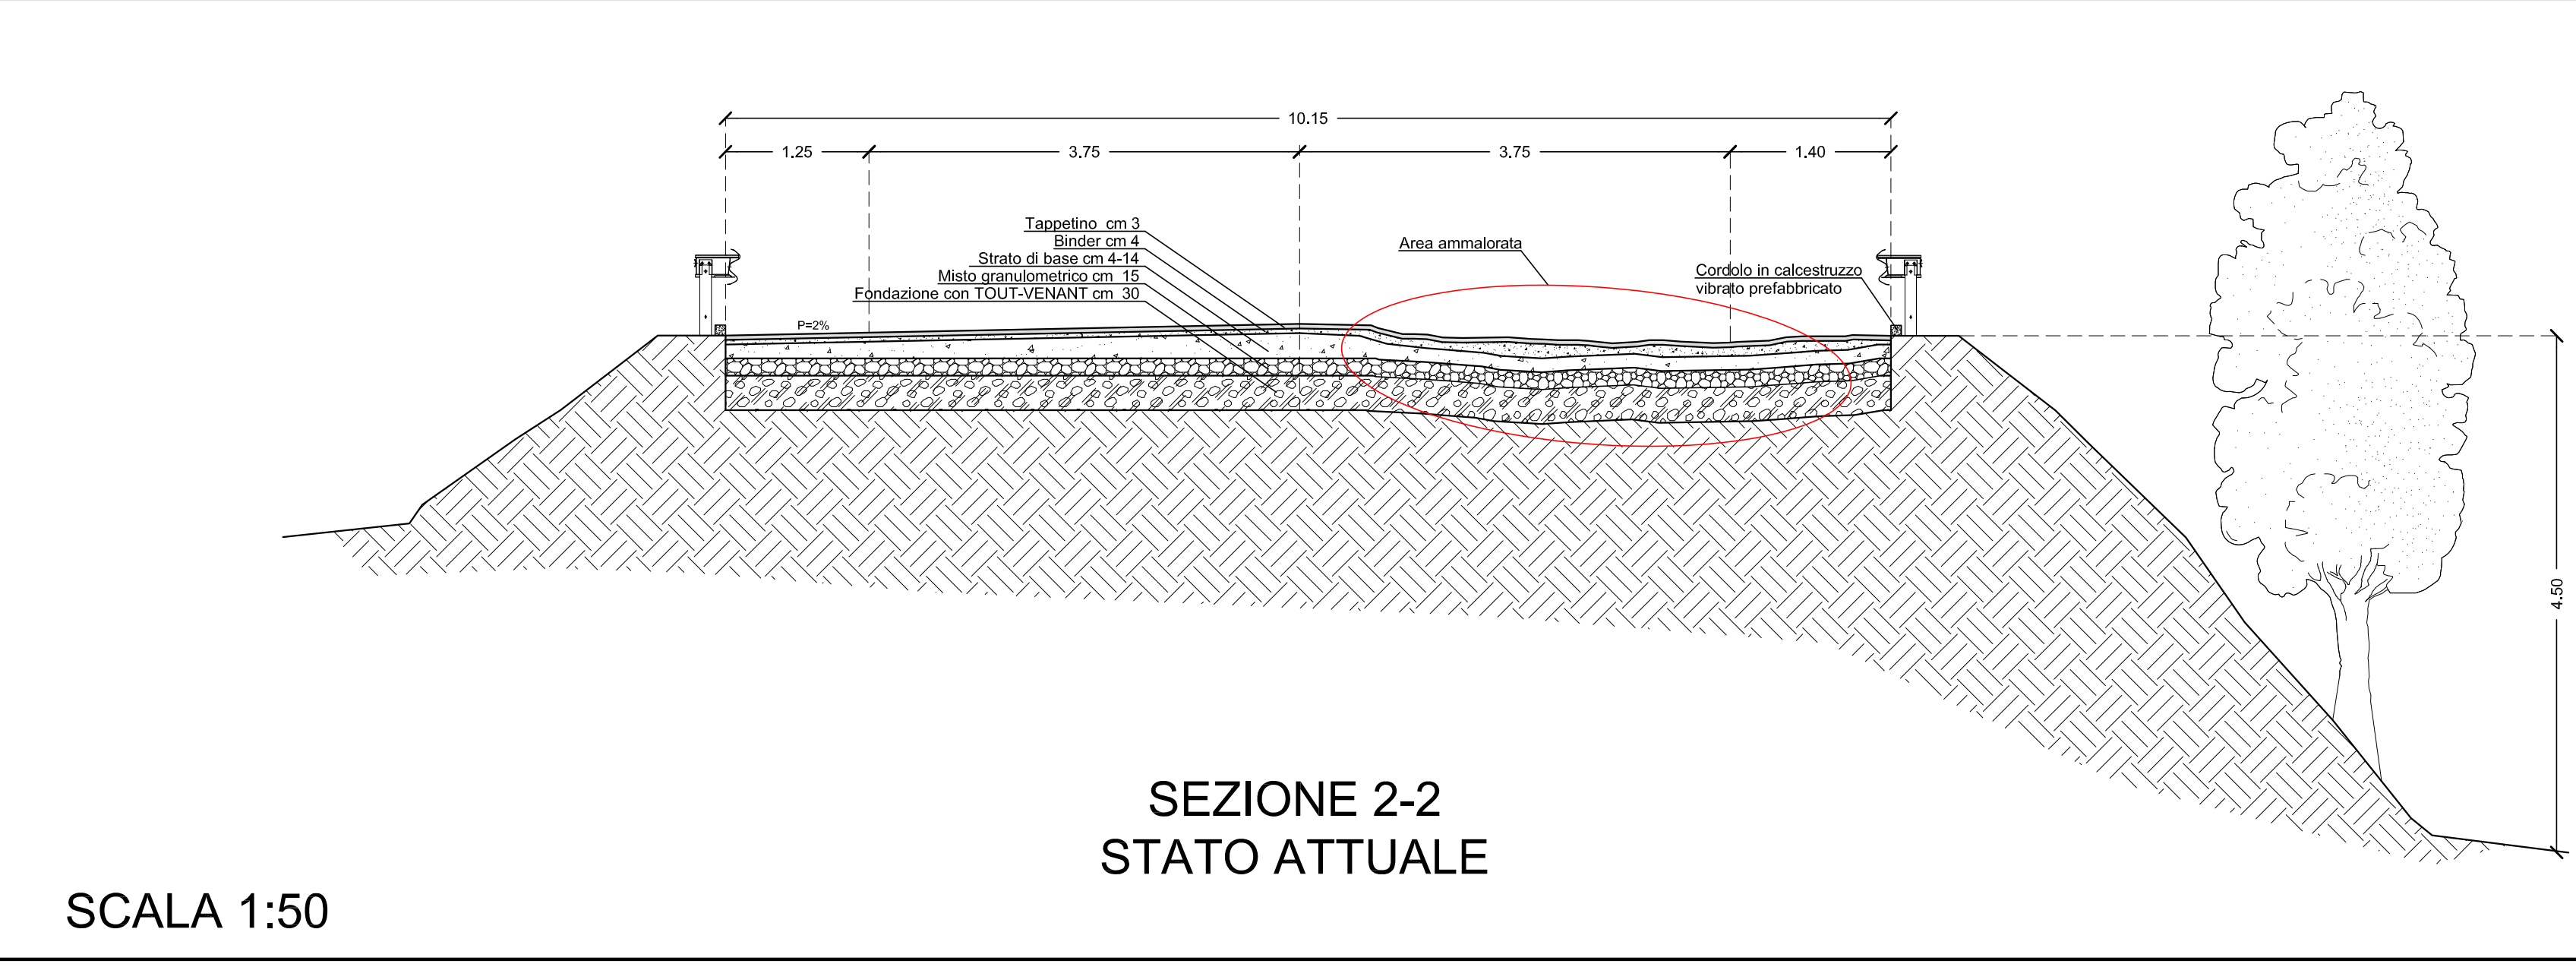 10.15
1.25
3.75
3.75
1.40
Tappetino cm 3
Binder cm 4
Strato di base cm 4-14
Misto granulometrico cm 15
Fondazione con TOUT-VENANT cm 30
Area ammalorata
Cordolo in calcestruzzo
vibrato prefabbricato
P=2%
4.50
SEZIONE 2-2
STATO ATTUALE
SCALA 1:50